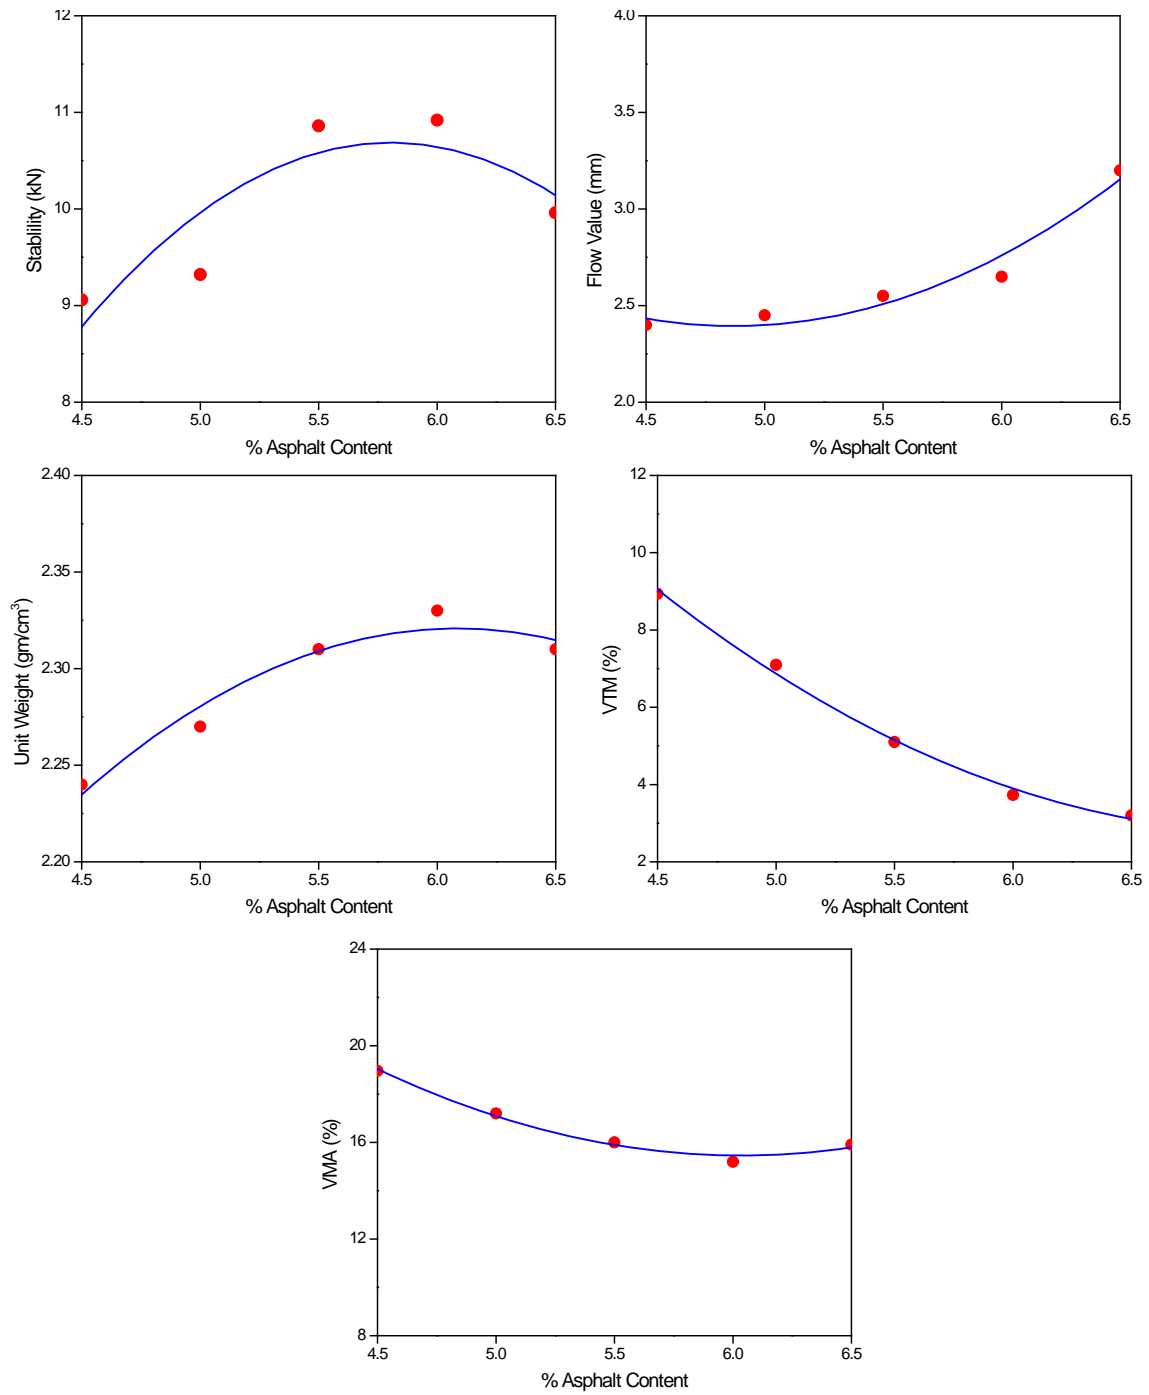 12
11
10
9
8
4.5 5.0 5.5 6.0 6.5
Stablility (kN)
% Asphalt Content
4.0
3.5
3.0
2.5
2.0
4.5 5.0 5.5 6.0 6.5
Flow Value (mm)
% Asphalt Content
2.40
2.35
2.30
2.25
2.20
4.5 5.0 5.5 6.0 6.5
Unit Weight (gm/cm³)
% Asphalt Content
12
10
8
6
4
2
4.5 5.0 5.5 6.0 6.5
VTM (%)
% Asphalt Content
24
20
16
12
8
4.5 5.0 5.5 6.0 6.5
VMA (%)
% Asphalt Content